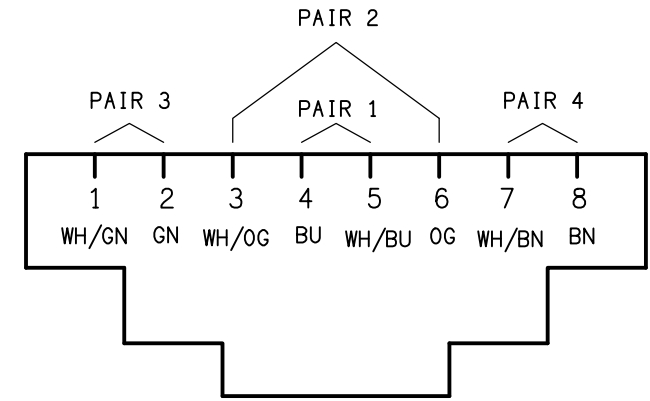 PAIR 2
PAIR 3 PAIR 1 PAIR 4
1 2 3 4 5 6 7 8
WH/GN GN WH/OG BU WH/BU OG WH/BN BN